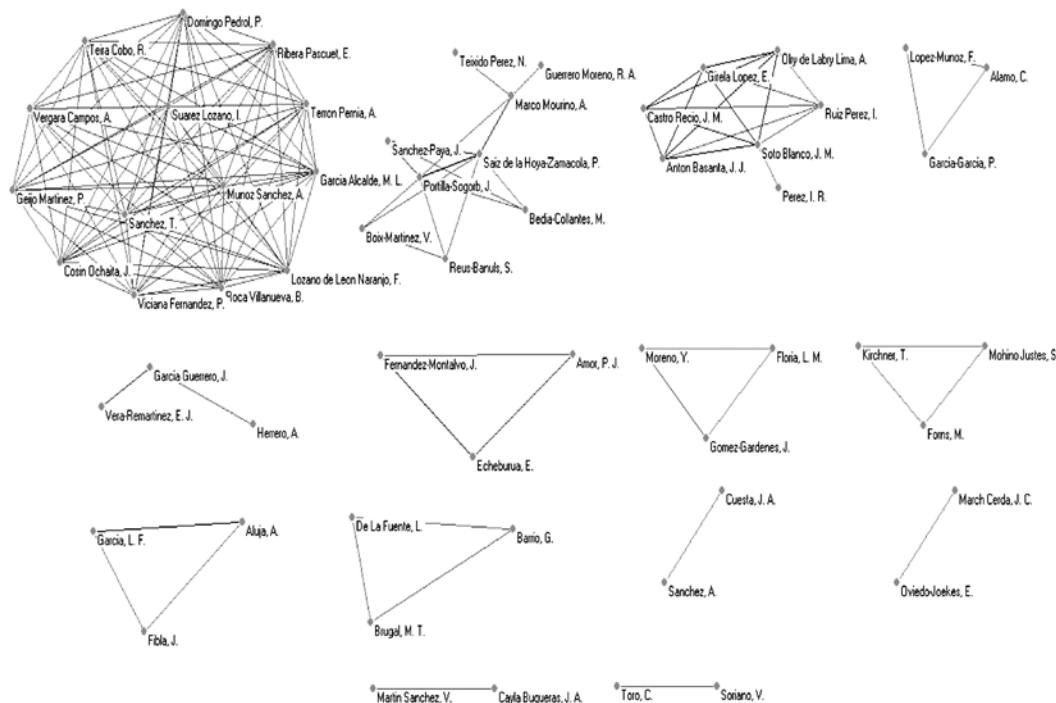 Domingo Pedrol, P.
Teira Cobo, R.
Ribera Pascuet, E.
Vergara Campos, A.
Suarez Lozano, I.
Terron Pernia, A.
Garcia Alcalde, M. L.
Geijo Martinez, P.
Munoz Sanchez, A.
Sanchez, T.
Cosin Ochaita, J.
Lozano de Leon Naranjo, F.
Viciana Fernandez, P.
Roca Villanueva, B.
Teixido Perez, N.
Guerrero Moreno, R. A.
Marco Mourino, A.
Sanchez-Paya, J.
Saiz de la Hoya-Zamacola, P.
Portilla-Sogorb, J.
Bedia-Collantes, M.
Boix-Martinez, V.
Reus-Banuls, S.
Olry de Labry Lima, A.
Girela Lopez, E.
Castro Recio, J. M.
Ruiz Perez, I.
Soto Blanco, J. M.
Anton Basanta, J. J.
Perez, I. R.
Lopez-Munoz, F.
Alamo, C.
Garcia-Garcia, P.
Garcia Guerrero, J.
Vera-Remartinez, E. J.
Herrero, A.
Fernandez-Montalvo, J.
Amor, P. J.
Echeburua, E.
Moreno, Y.
Floria, L. M.
Gomez-Gardenes, J.
Kirchner, T.
Mohino Justes, S
Forns, M.
Garcia, L. F.
Aluja, A.
Fibla, J.
De La Fuente, L.
Barrio, G.
Brugal, M. T.
Cuesta, J. A.
Sanchez, A.
March Cerda, J. C.
Oviedo-Joekes, E.
Martin Sanchez, V.
Cayla Buqueras, J. A.
Toro, C.
Soriano, V.